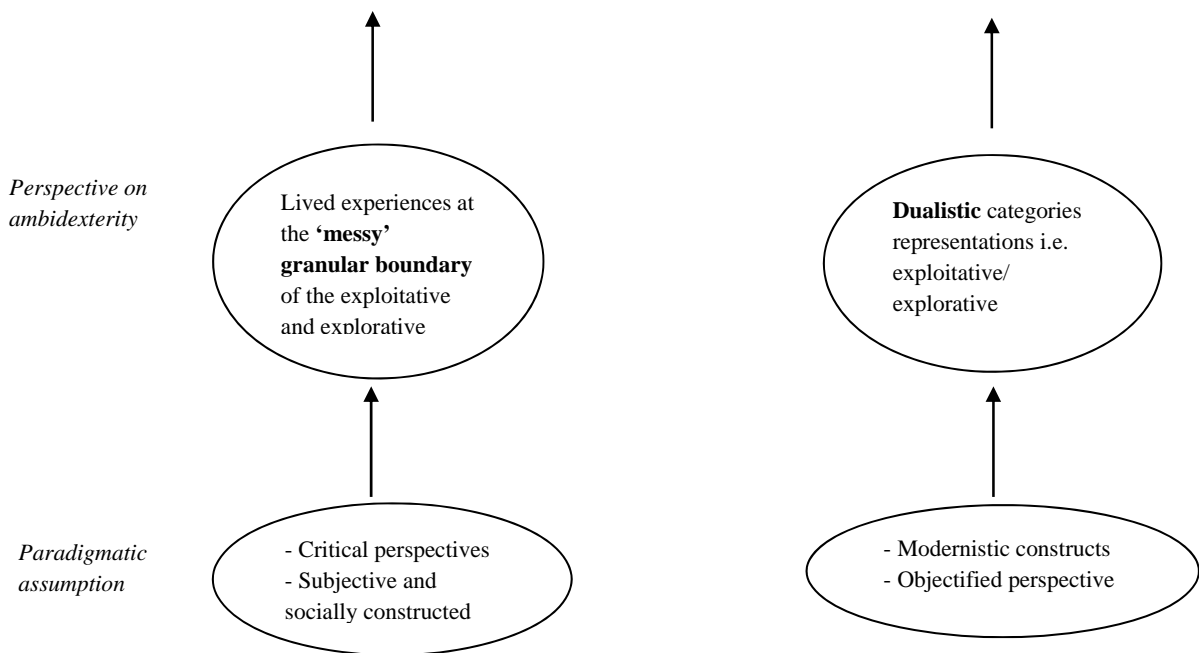 Perspective on
ambidexterity
Lived experiences at
the ‘messy’
granular boundary
of the exploitative
and explorative
Dualistic categories
representations i.e.
exploitative/
explorative
Paradigmatic
assumption
- Critical perspectives
- Subjective and
socially constructed
- Modernistic constructs
- Objectified perspective